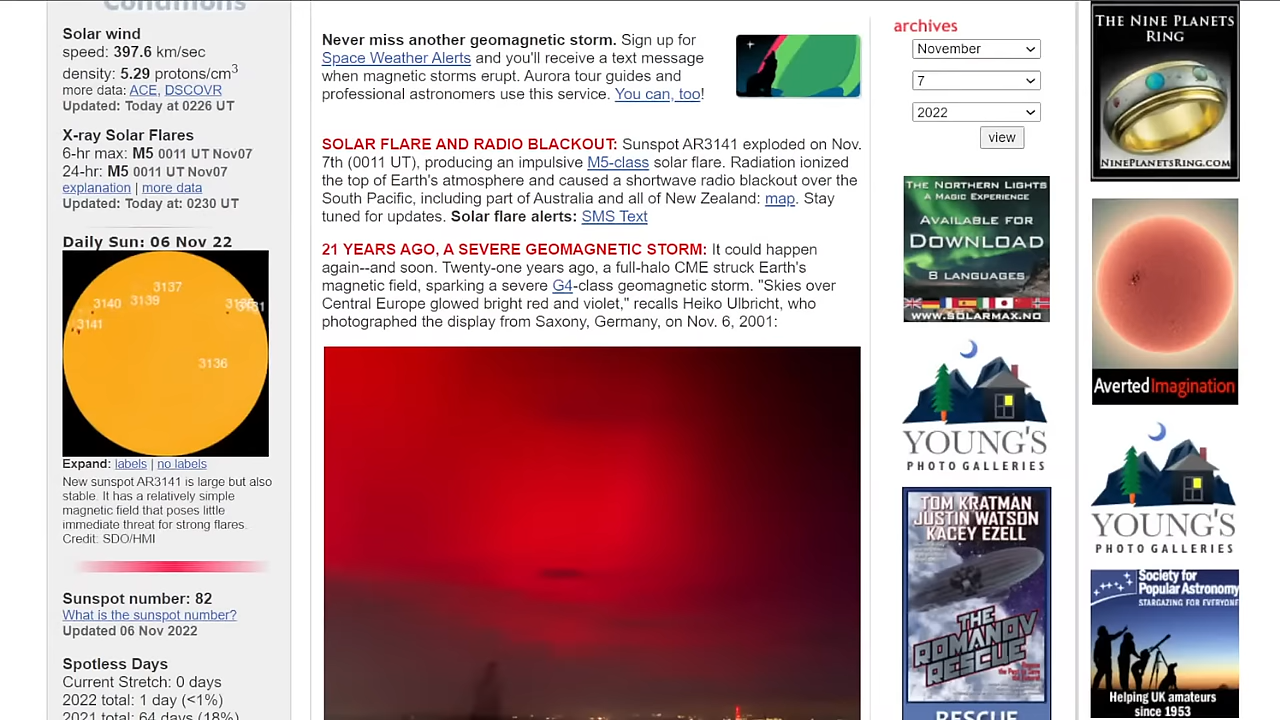 Conditions
Solar wind
speed: 397.6 km/sec
density: 5.29 protons/cm3
more data: ACE, DSCOVR
Updated: Today at 0226 UT
X-ray Solar Flares
6-hr max: M5 0011 UT Nov07
24-hr: M5 0011 UT Nov07
explanation | more data
Updated: Today at: 0230 UT
Daily Sun: 06 Nov 22
3137
3140
3139
3141
3136
Expand: labels | no labels
New sunspot AR3141 is large but also
stable. It has a relatively simple
magnetic field that poses little
immediate threat for strong flares.
Credit: SDO/HMI
Sunspot number: 82
What is the sunspot number?
Updated 06 Nov 2022
Spotless Days
Current Stretch: 0 days
2022 total: 1 day (<1%)
2021 total: 64 days (18%)
Never miss another geomagnetic storm. Sign up for
Space Weather Alerts and you'll receive a text message
when magnetic storms erupt. Aurora tour guides and
professional astronomers use this service. You can, too!
SOLAR FLARE AND RADIO BLACKOUT: Sunspot AR3141 exploded on Nov.
7th (0011 UT), producing an impulsive M5-class solar flare. Radiation ionized
the top of Earth's atmosphere and caused a shortwave radio blackout over the
South Pacific, including part of Australia and all of New Zealand: map. Stay
tuned for updates. Solar flare alerts: SMS Text
21 YEARS AGO, A SEVERE GEOMAGNETIC STORM: It could happen
again--and soon. Twenty-one years ago, a full-halo CME struck Earth's
magnetic field, sparking a severe G4-class geomagnetic storm. "Skies over
Central Europe glowed bright red and violet," recalls Heiko Ulbricht, who
photographed the display from Saxony, Germany, on Nov. 6, 2001:
archives
November
7
2022
view
THE NORTHERN LIGHTS
A MAGIC EXPERIENCE
AVAILABLE FOR
DOWNLOAD
8 LANGUAGES
WWW.SOLARMAX.NO
YOUNG'S
PHOTO GALLERIES
TOM KRATMAN
JUSTIN WATSON
KACEY EZELL
THE
ROMANOV
RESCUE
RESCUE
THE NINE PLANETS
RING
NINEPLANETSRING.COM
AvertedImagination
YOUNG'S
PHOTO GALLERIES
Society for
Popular Astronomy
STARGAZING FOR EVERYONE
Helping UK amateurs
since 1953